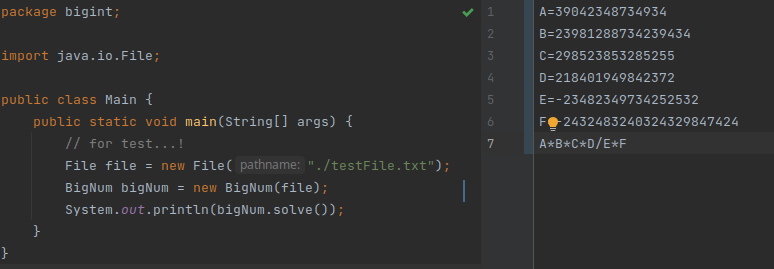 package bigint;
import java.io.File;
public class Main {
public static void main(String[] args) {
// for test...!
File file = new File( pathname: "./testFile.txt");
BigNum bigNum = new BigNum(file);
System.out.println(bigNum.solve());
}
}
1 A=39042348734934
2 B=23981288734239434
3 C=298523853285255
4 D=218401949842372
5 E=-23482349734252532
6 F -2432483240324329847424
7 A*B*C*D/E*F